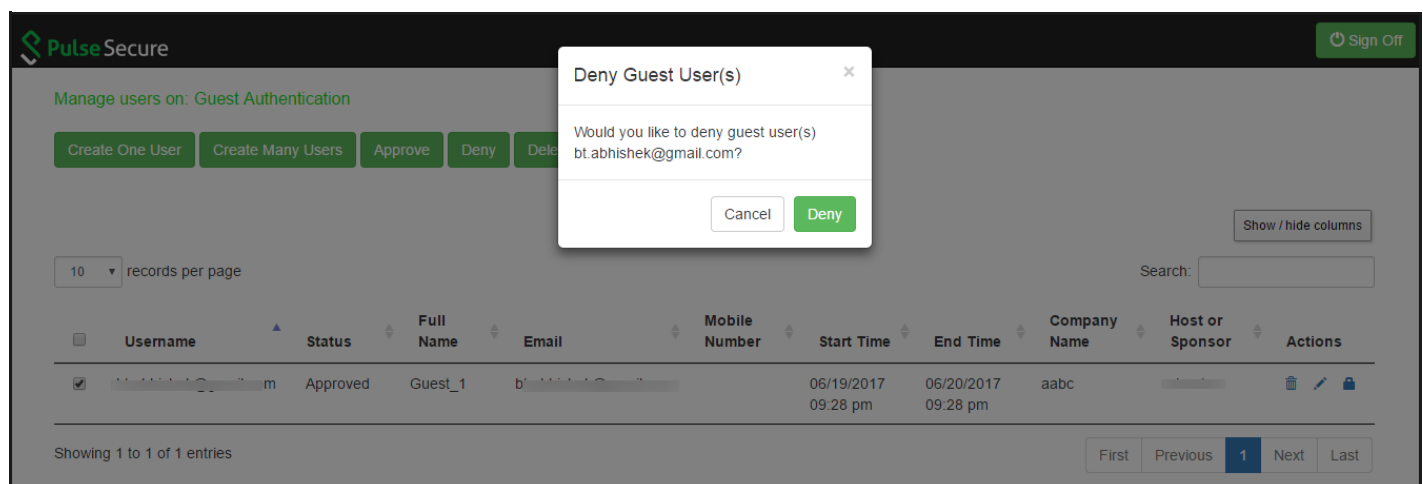 Pulse Secure
Sign Off
Deny Guest User(s)
×
Manage users on: Guest Authentication
Would you like to deny guest user(s)
bt.abhishek@gmail.com?
Create One User Create Many Users Approve Deny Dele
Cancel Deny
Show / hide columns
10 records per page
Search:
Username Status Full Name Email Mobile Number Start Time End Time Company Name Host or Sponsor Actions
Approved Guest_1 06/19/2017 09:28 pm 06/20/2017 09:28 pm aabc
Showing 1 to 1 of 1 entries
First Previous 1 Next Last